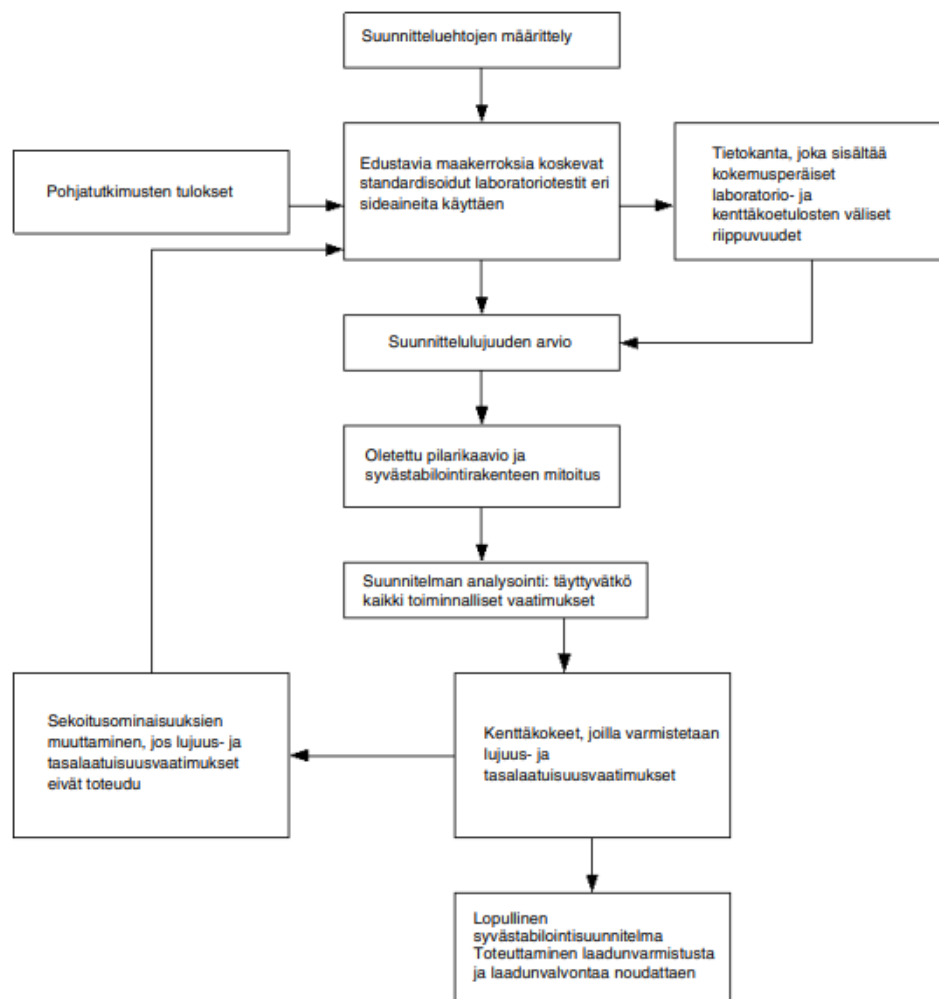 Suunnitteluehtojen määrittely
Pohjatutkimusten tulokset
Edustavia maakerroksia koskevat
standardisoidut laboratoriotestit eri
sideaineita käyttäen
Tietokanta, joka sisältää
kokemusperäiset
laboratorio- ja
kenttäkoetulosten väliset
riippuvuudet
Suunnittelulujuuden arvio
Oletettu pilarikaavio ja
syvästabilointirakenteen mitoitus
Suunnitelman analysointi: täyttyvätkö
kaikki toiminnalliset vaatimukset
Sekoitusominaisuuksien
muuttaminen, jos lujuus- ja
tasalaatuisuusvaatimukset
eivät toteudu
Kenttäkokeet, joilla varmistetaan
lujuus- ja
tasalaatuisuusvaatimukset
Lopullinen
syvästabilointisuunnitelma
Toteuttaminen laadunvarmistusta
ja laadunvalvontaa noudattaen